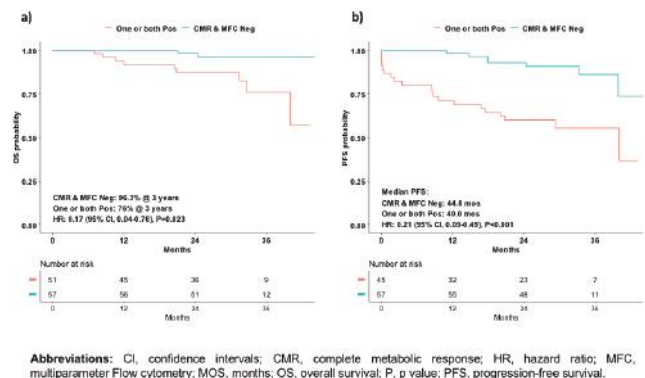 a)
One or both Pos CMR & MFC Neg
1.00
0.75
0.50
0.25
0.00
OS probability
CMR & MFC Neg: 96.2% @ 3 years
One or both Pos: 76% @ 3 years
HR: 0.17 (95% CI, 0.04-0.78), P=0.023
0 12 24 36
Months
Number at risk
51 45 36 9
57 56 51 12
0 12 24 36
Months
b)
One or both Pos CMR & MFC Neg
1.00
0.75
0.50
0.25
0.00
PFS probability
Median PFS:
CMR & MFC Neg: 44.8 mos
One or both Pos: 40.0 mos
HR: 0.21 (95% CI, 0.09-0.49), P<0.001
0 12 24 36
Months
Number at risk
45 32 23 7
57 55 48 11
0 12 24 36
Months
Abbreviations: CI, confidence intervals; CMR, complete metabolic response; HR, hazard ratio; MFC,
multiparameter Flow cytometry; MOS, months; OS, overall survival; P, p value; PFS, progression-free survival.